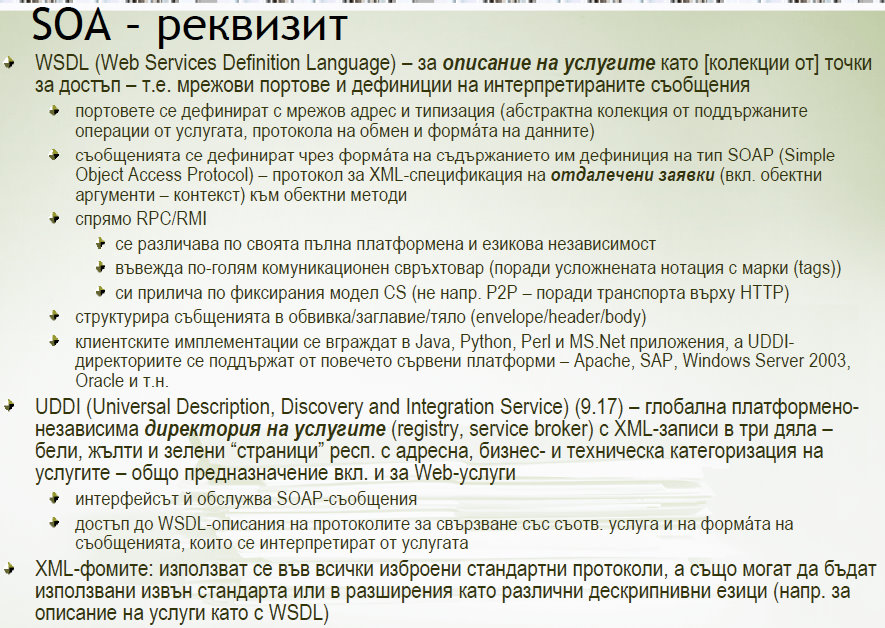 SOA - реквизит
WSDL (Web Services Definition Language) – за описание на услугите като [колекции от] точки
за достъп – т.е. мрежови портове и дефиниции на интерпретираните съобщения
портовете се дефинират с мрежов адрес и типизация (абстрактна колекция от поддържаните
операции от услугата, протокола на обмен и форма́та на данните)
съобщенията се дефинират чрез форма́та на съдържанието им дефиниция на тип SOAP (Simple
Object Access Protocol) – протокол за XML-спецификация на отдалечени заявки (вкл. обектни
аргументи – контекст) към обектни методи
спрямо RPC/RMI
се различава по своята пълна платформена и езикова независимост
въвежда по-голям комуникационен свръхтовар (поради усложнената нотация с марки (tags))
си прилича по фиксирания модел CS (не напр. P2P – поради транспорта върху HTTP)
структурира събщенията в обвивка/заглавие/тяло (envelope/header/body)
клиентските имплементации се вграждат в Java, Python, Perl и MS.Net приложения, а UDDI-
директориите се поддържат от повечето сървени платформи – Apache, SAP, Windows Server 2003,
Oracle и т.н.
UDDI (Universal Description, Discovery and Integration Service) (9.17) – глобална платформено-
независима директория на услугите (registry, service broker) с XML-записи в три дяла –
бели, жълти и зелени “страници” респ. с адресна, бизнес- и техническа категоризация на
услугите – общо предназначение вкл. и за Web-услуги
интерфейсът ѝ обслужва SOAP-съобщения
достъп до WSDL-описания на протоколите за свързване със съотв. услуга и на форма́та на
съобщенията, които се интерпретират от услугата
XML-фомите: използват се във всички изброени стандартни протоколи, а също могат да бъдат
използвани извън стандарта или в разширения като различни дескрипнивни езици (напр. за
описание на услуги като с WSDL)